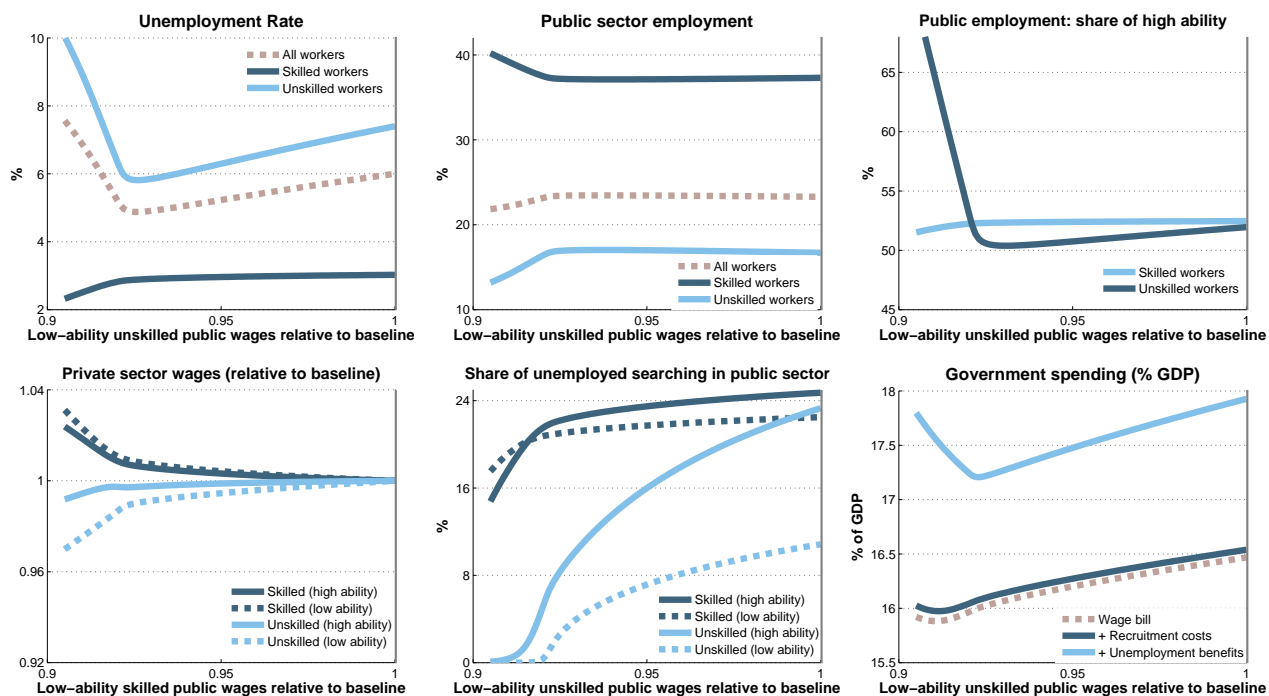 Unemployment Rate
10
8
6
4
2
%
All workers
Skilled workers
Unskilled workers
0.9
0.95
1
Low−ability unskilled public wages relative to baseline
Public sector employment
40
30
20
10
%
All workers
Skilled workers
Unskilled workers
0.9
0.95
1
Low−ability unskilled public wages relative to baseline
Public employment: share of high ability
65
60
55
50
45
%
Skilled workers
Unskilled workers
0.9
0.95
1
Low−ability unskilled public wages relative to baseline
Private sector wages (relative to baseline)
1.04
1
0.96
0.92
Skilled (high ability)
Skilled (low ability)
Unskilled (high ability)
Unskilled (low ability)
0.9
0.95
1
Low−ability skilled public wages relative to baseline
Share of unemployed searching in public sector
24
16
8
0
%
Skilled (high ability)
Skilled (low ability)
Unskilled (high ability)
Unskilled (low ability)
0.9
0.95
1
Low−ability unskilled public wages relative to baseline
Government spending (% GDP)
18
17.5
17
16.5
16
15.5
% of GDP
Wage bill
+ Recruitment costs
+ Unemployment benefits
0.9
0.95
1
Low−ability unskilled public wages relative to baseline